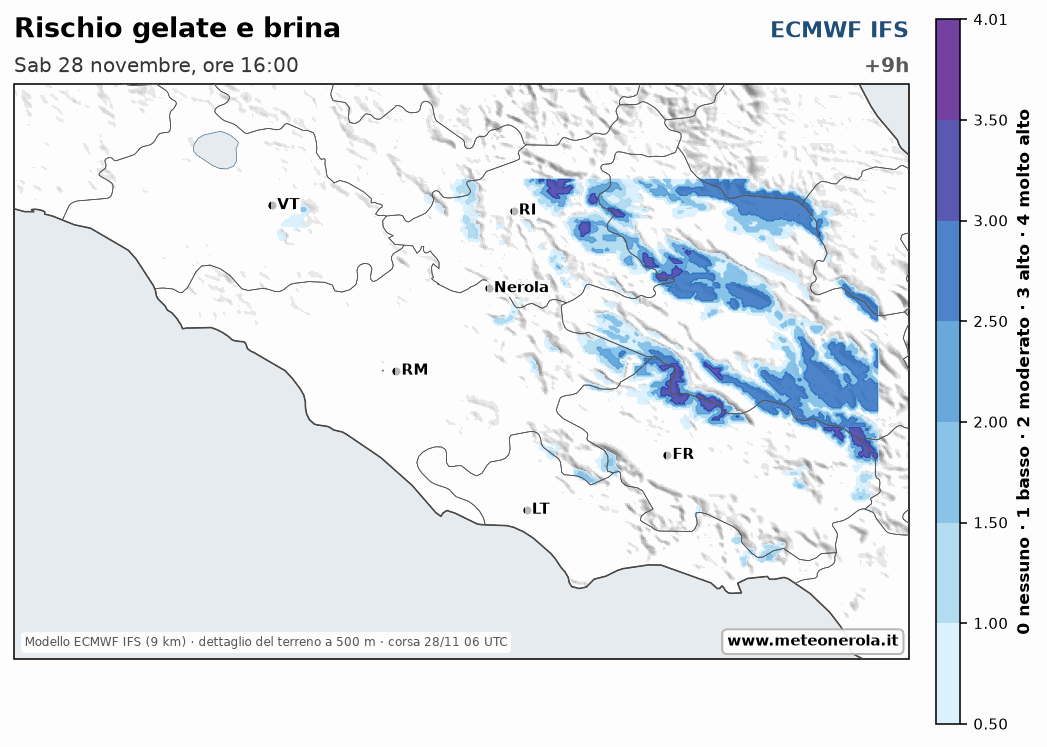 Rischio gelate e brina
ECMWF IFS
Sab 28 novembre, ore 16:00
+9h
VT
RI
Nerola
RM
FR
LT
Modello ECMWF IFS (9 km) · dettaglio del terreno a 500 m · corsa 28/11 06 UTC
www.meteonerola.it
4.01
3.50
3.00
2.50
2.00
1.50
1.00
0.50
0 nessuno · 1 basso · 2 moderato · 3 alto · 4 molto alto